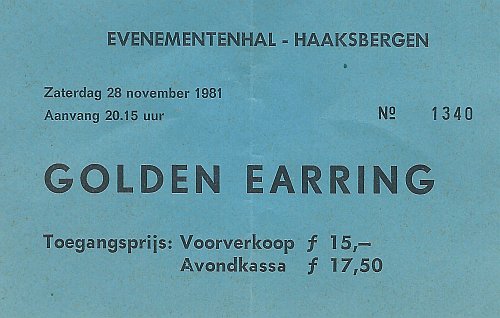 EVENEMENTENHAL - HAAKSBERGEN
Zaterdag 28 november 1981
Aanvang 20.15 uur № 1340
GOLDEN EARRING
Toegangsprijs: Voorverkoop ƒ 15,–
Avondkassa ƒ 17,50